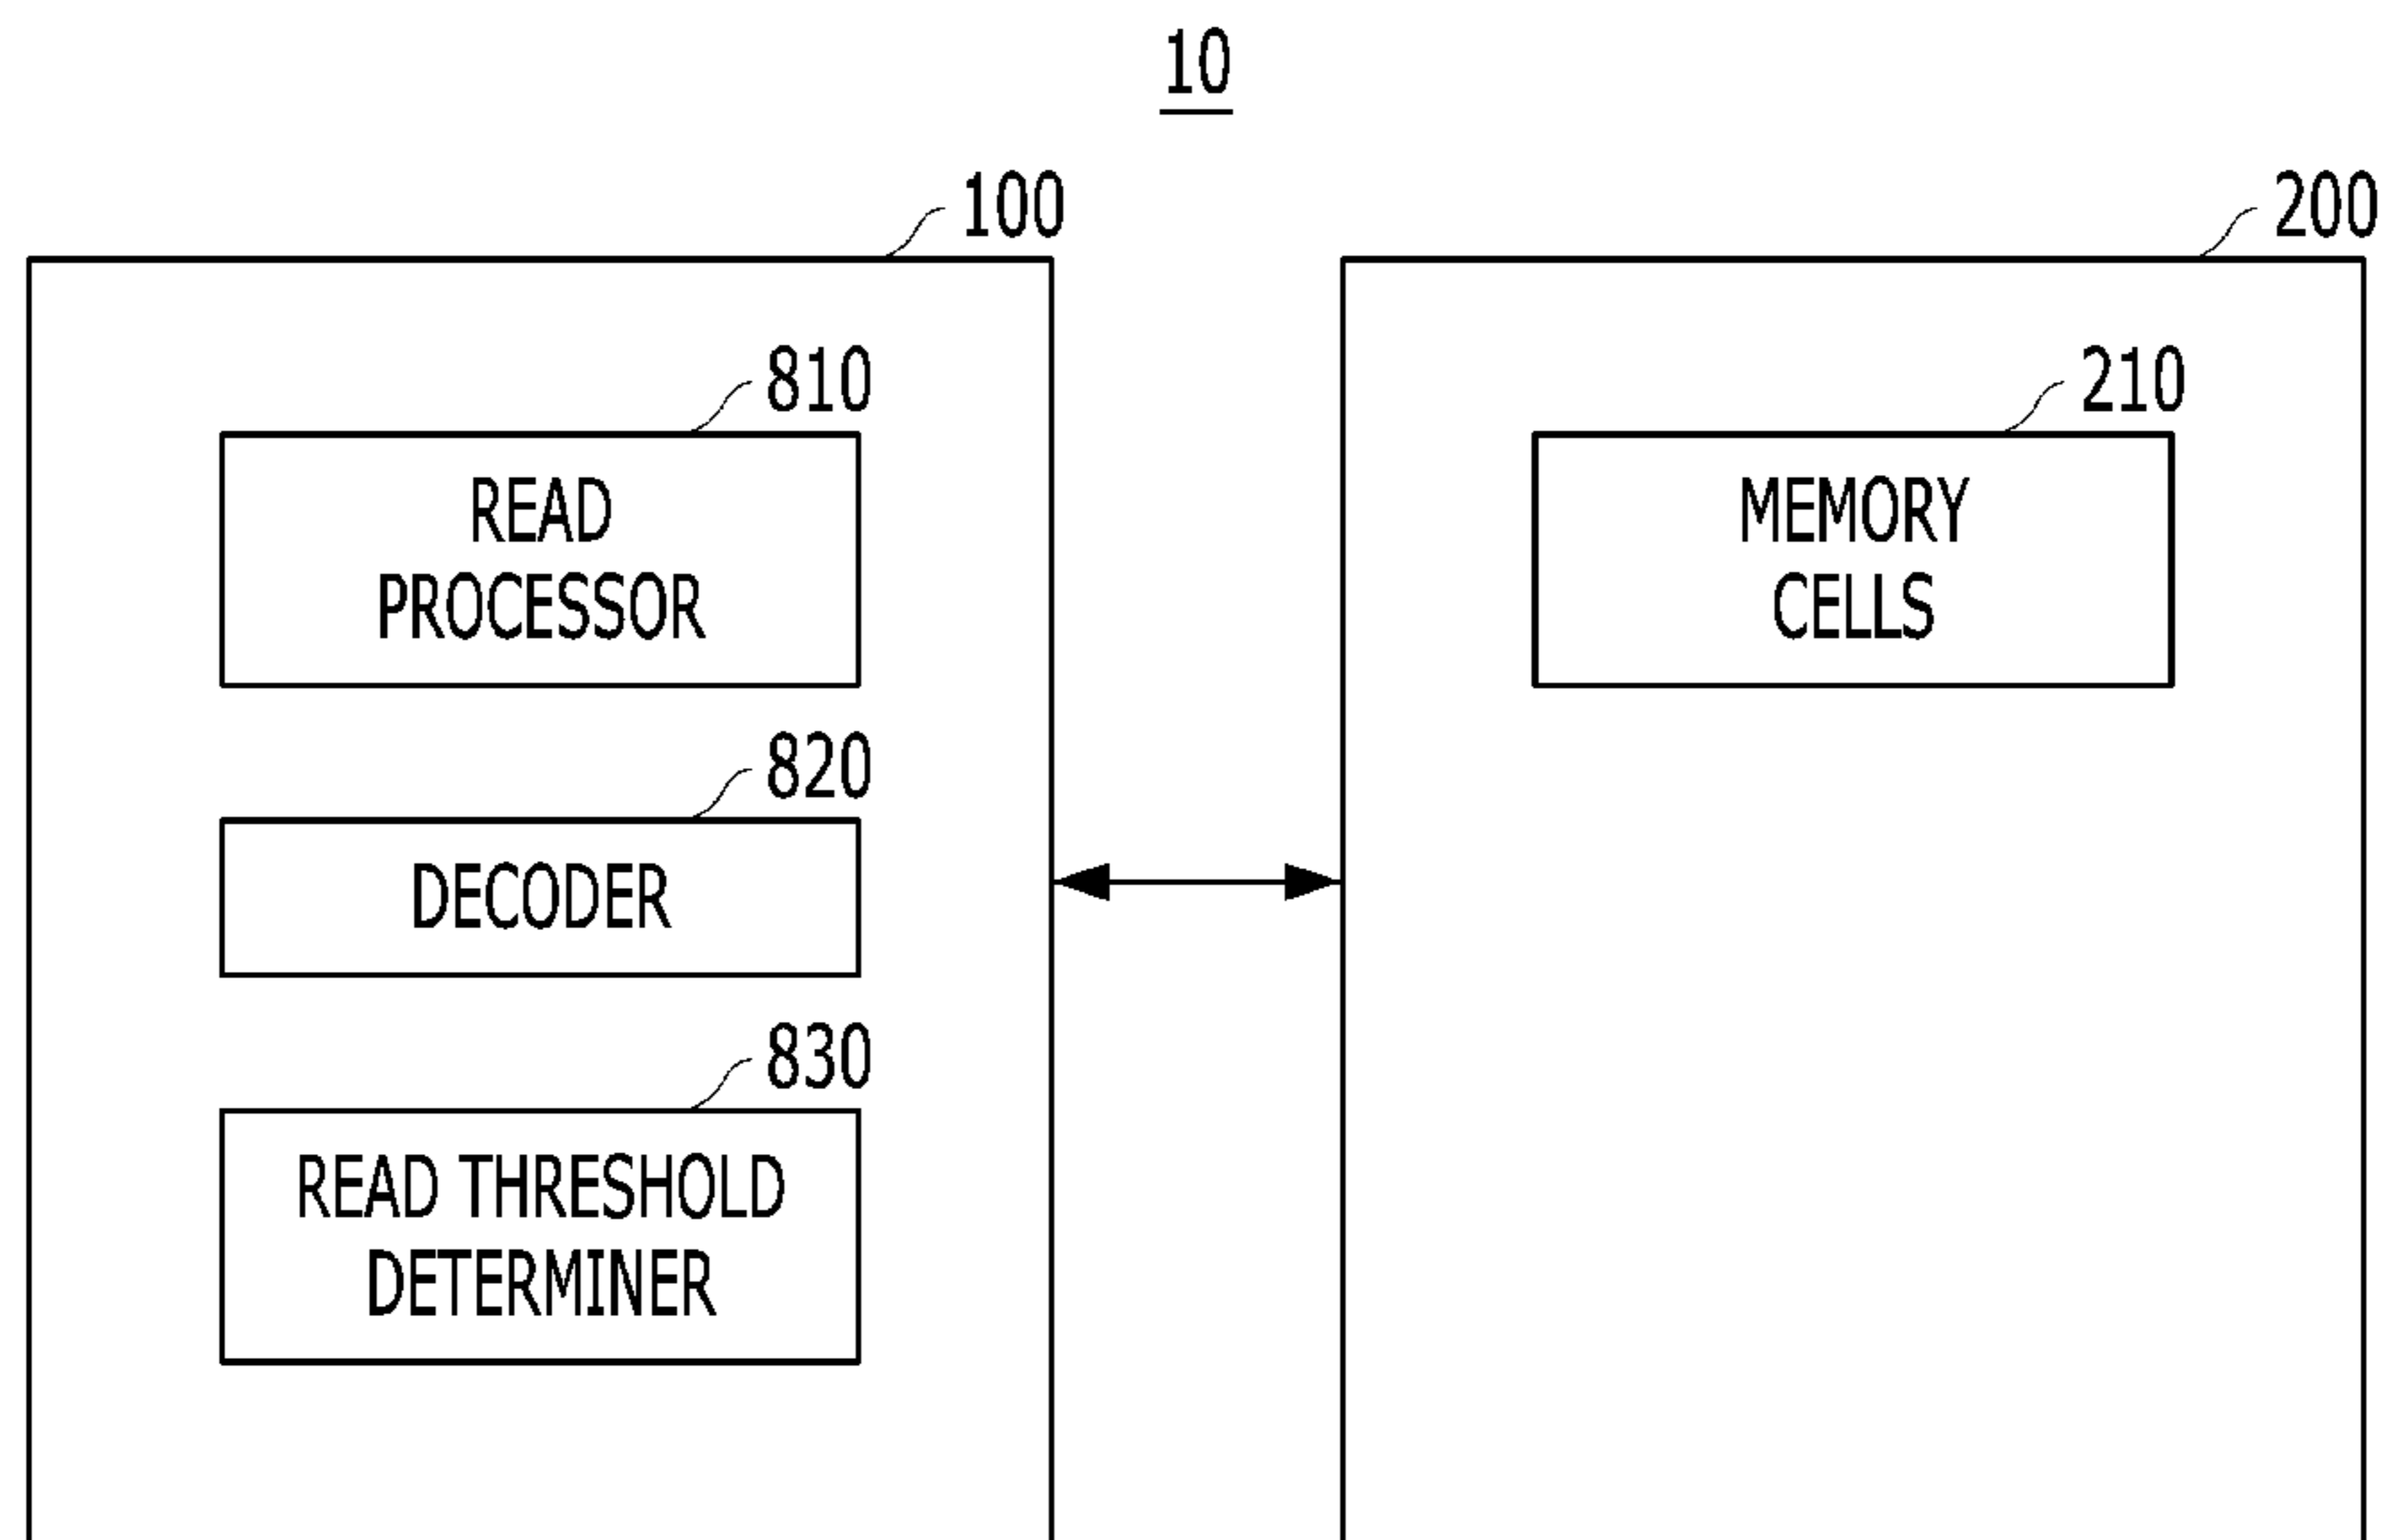 10
100
200
810
READ
PROCESSOR
210
MEMORY
CELLS
820
DECODER
830
READ THRESHOLD
DETERMINER